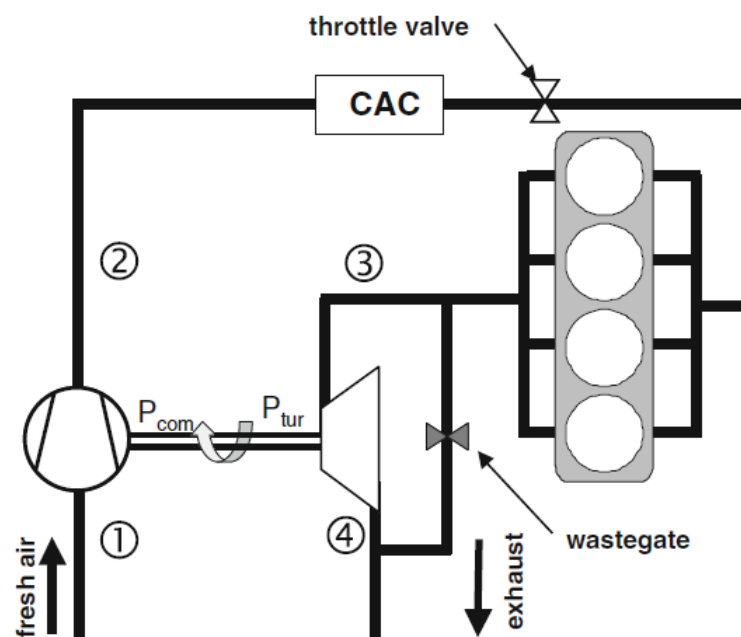 throttle valve
CAC
②
③
P_com
P_tur
①
④
wastegate
fresh air
exhaust